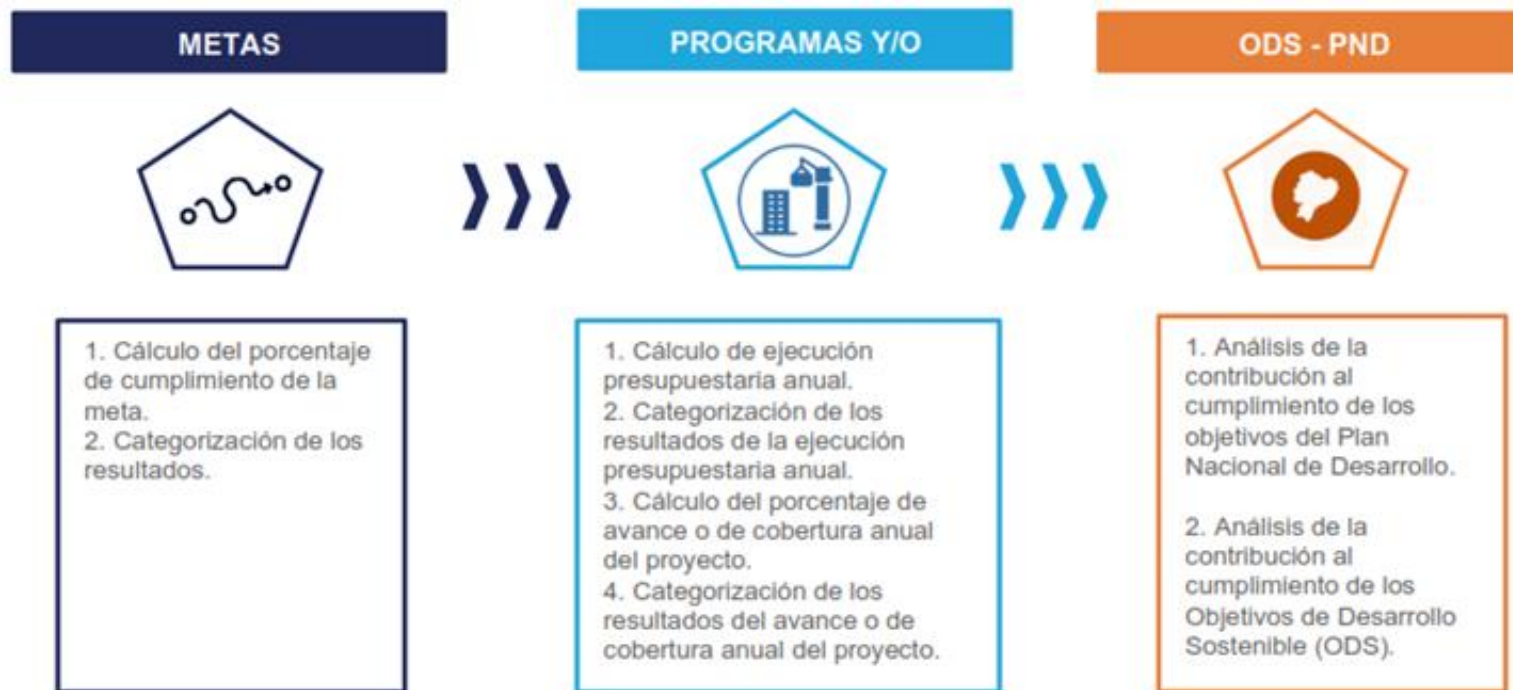 METAS
PROGRAMAS Y/O
ODS - PND
1. Cálculo del porcentaje
de cumplimiento de la
meta.
2. Categorización de los
resultados.
1. Cálculo de ejecución
presupuestaria anual.
2. Categorización de los
resultados de la ejecución
presupuestaria anual.
3. Cálculo del porcentaje de
avance o de cobertura anual
del proyecto.
4. Categorización de los
resultados del avance o de
cobertura anual del proyecto.
1. Análisis de la
contribución al
cumplimiento de los
objetivos del Plan
Nacional de Desarrollo.
2. Análisis de la
contribución al
cumplimiento de los
Objetivos de Desarrollo
Sostenible (ODS).